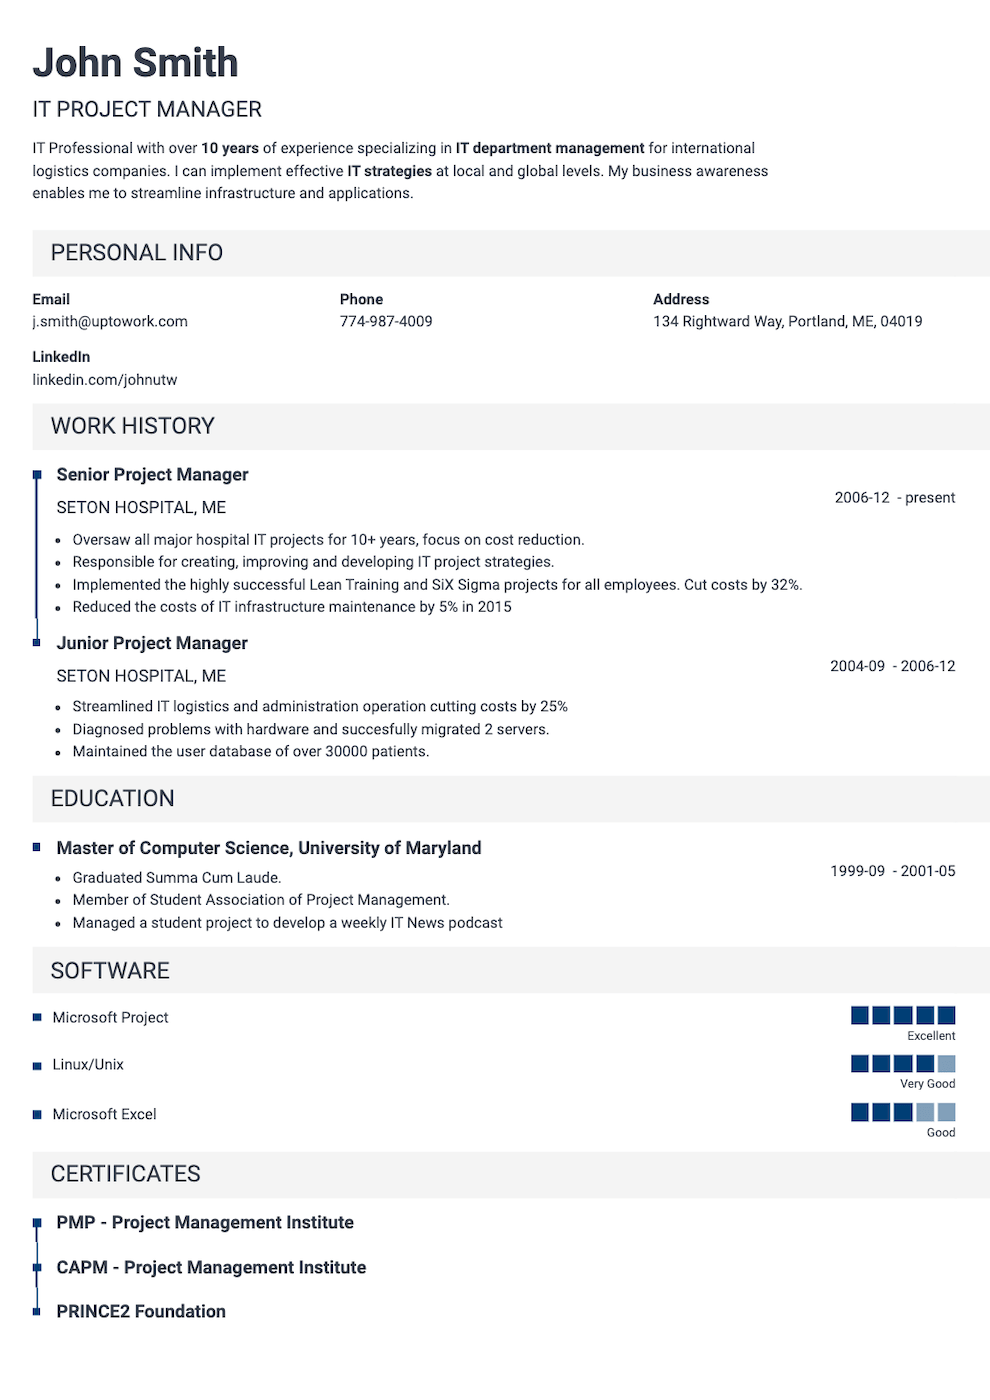 John Smith
IT PROJECT MANAGER
IT Professional with over 10 years of experience specializing in IT department management for international
logistics companies. I can implement effective IT strategies at local and global levels. My business awareness
enables me to streamline infrastructure and applications.
PERSONAL INFO
Email Phone Address
j.smith@uptowork.com 774-987-4009 134 Rightward Way, Portland, ME, 04019
LinkedIn
linkedin.com/johnutw
WORK HISTORY
Senior Project Manager
2006-12 - present
SETON HOSPITAL, ME
• Oversaw all major hospital IT projects for 10+ years, focus on cost reduction.
• Responsible for creating, improving and developing IT project strategies.
• Implemented the highly successful Lean Training and SiX Sigma projects for all employees. Cut costs by 32%.
• Reduced the costs of IT infrastructure maintenance by 5% in 2015
Junior Project Manager
2004-09 - 2006-12
SETON HOSPITAL, ME
• Streamlined IT logistics and administration operation cutting costs by 25%
• Diagnosed problems with hardware and succesfully migrated 2 servers.
• Maintained the user database of over 30000 patients.
EDUCATION
Master of Computer Science, University of Maryland
1999-09 - 2001-05
• Graduated Summa Cum Laude.
• Member of Student Association of Project Management.
• Managed a student project to develop a weekly IT News podcast
SOFTWARE
Microsoft Project
Excellent
Linux/Unix
Very Good
Microsoft Excel
Good
CERTIFICATES
PMP - Project Management Institute
CAPM - Project Management Institute
PRINCE2 Foundation